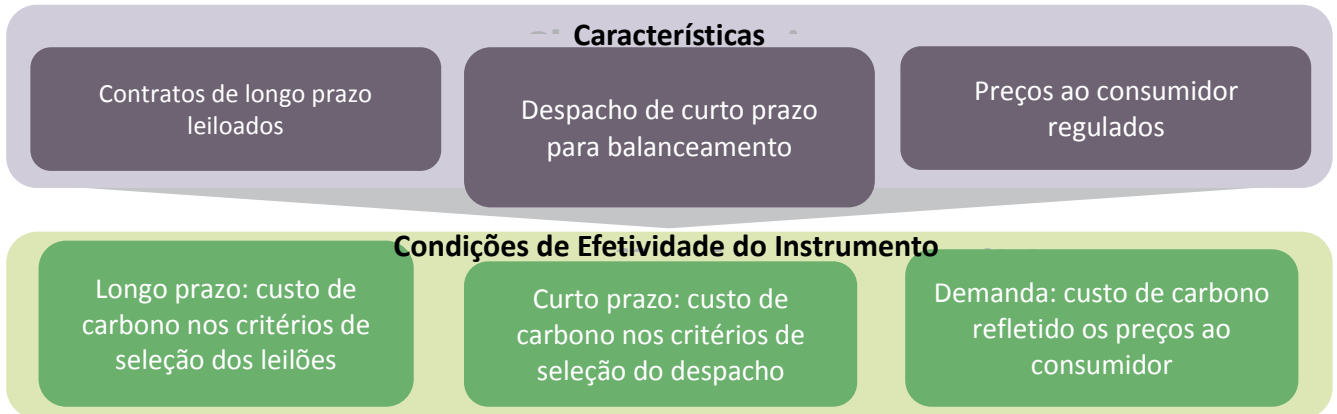 Características
Contratos de longo prazo
leiloados
Despacho de curto prazo
para balanceamento
Preços ao consumidor
regulados
Condições de Efetividade do Instrumento
Longo prazo: custo de
carbono nos critérios de
seleção dos leilões
Curto prazo: custo de
carbono nos critérios de
seleção do despacho
Demanda: custo de carbono
refletido os preços ao
consumidor